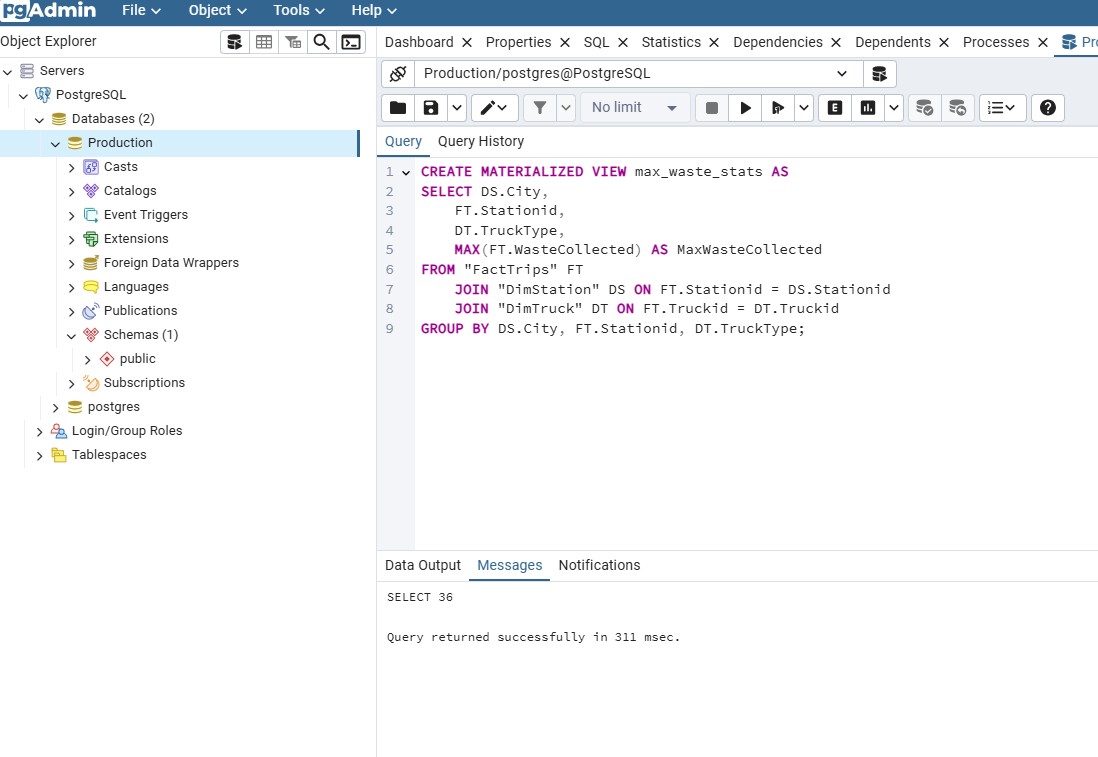 pgAdmin File Object Tools Help
Object Explorer
Dashboard Properties SQL Statistics Dependencies Dependents Processes
Servers
PostgreSQL
Databases (2)
Production
Casts
Catalogs
Event Triggers
Extensions
Foreign Data Wrappers
Languages
Publications
Schemas (1)
public
Subscriptions
postgres
Login/Group Roles
Tablespaces
Production/postgres@PostgreSQL
No limit E
Query Query History
1 CREATE MATERIALIZED VIEW max_waste_stats AS
2 SELECT DS.City,
3 FT.Stationid,
4 DT.TruckType,
5 MAX(FT.WasteCollected) AS MaxWasteCollected
6 FROM "FactTrips" FT
7 JOIN "DimStation" DS ON FT.Stationid = DS.Stationid
8 JOIN "DimTruck" DT ON FT.Truckid = DT.Truckid
9 GROUP BY DS.City, FT.Stationid, DT.TruckType;
Data Output Messages Notifications
SELECT 36
Query returned successfully in 311 msec.